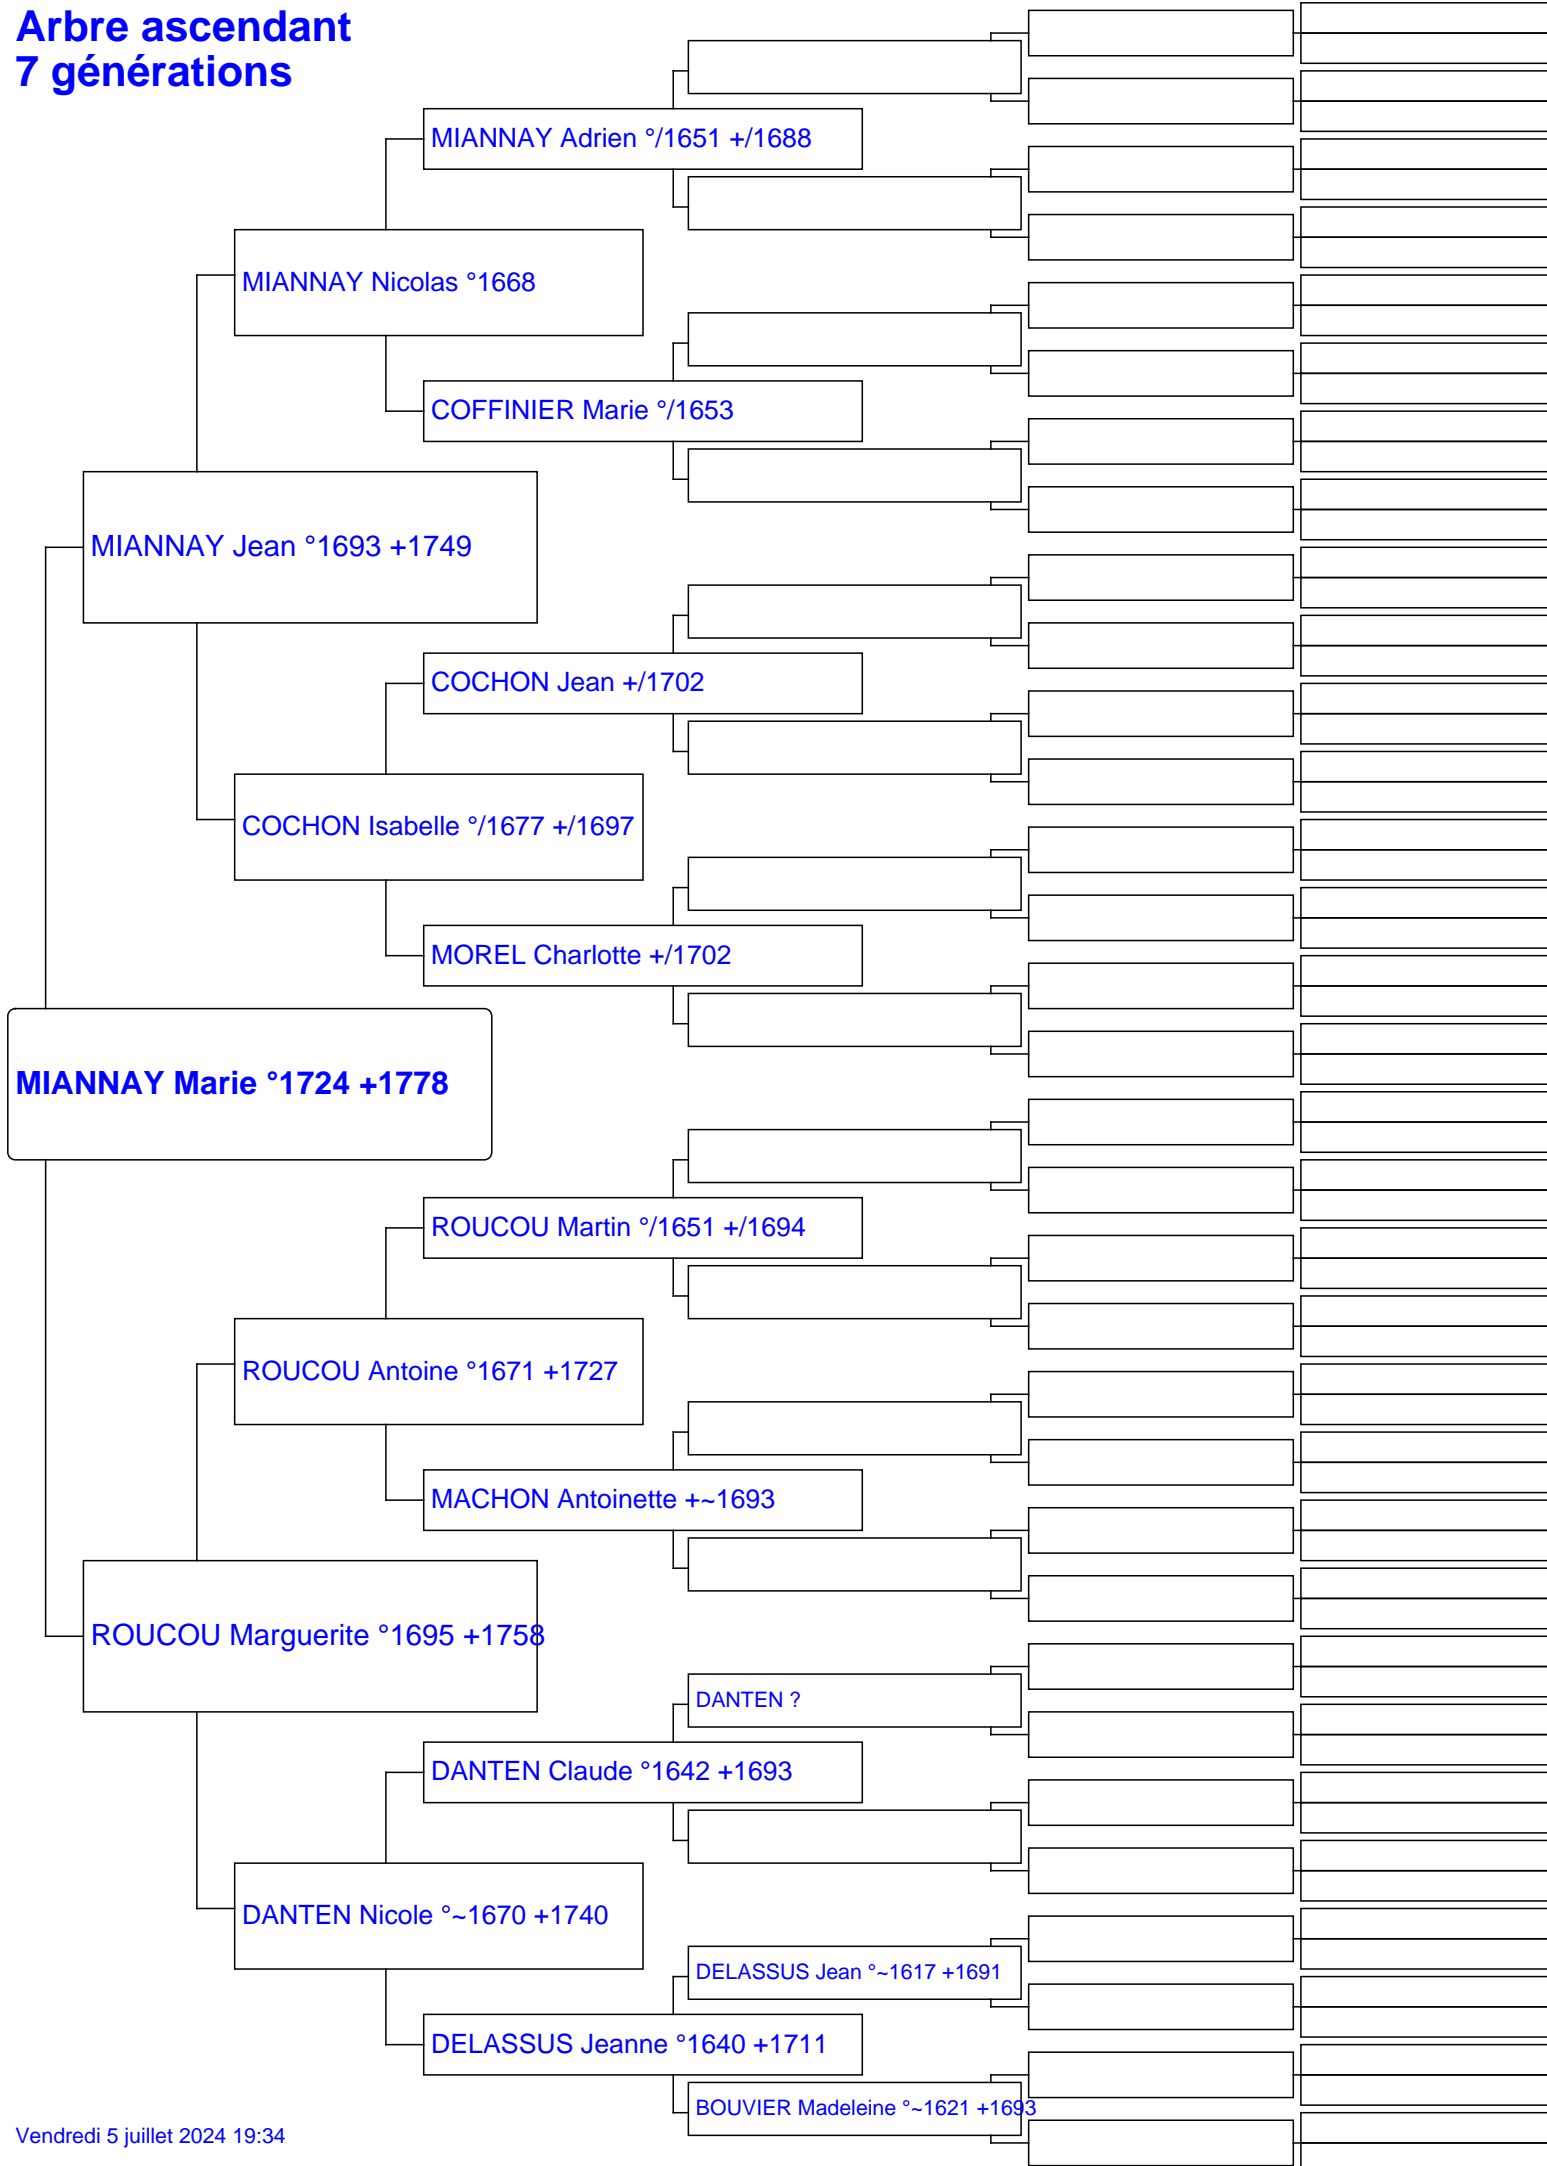 Arbre ascendant
7 générations
MIANNAY Adrien °/1651 +/1688
MIANNAY Nicolas °1668
COFFINIER Marie °/1653
MIANNAY Jean °1693 +1749
COCHON Jean +/1702
COCHON Isabelle °/1677 +/1697
MOREL Charlotte +/1702
MIANNAY Marie °1724 +1778
ROUCOU Martin °/1651 +/1694
ROUCOU Antoine °1671 +1727
MACHON Antoinette +~1693
ROUCOU Marguerite °1695 +1758
DANTEN ?
DANTEN Claude °1642 +1693
DANTEN Nicole °~1670 +1740
DELASSUS Jean °~1617 +1691
DELASSUS Jeanne °1640 +1711
BOUVIER Madeleine °~1621 +1693
Vendredi 5 juillet 2024 19:34